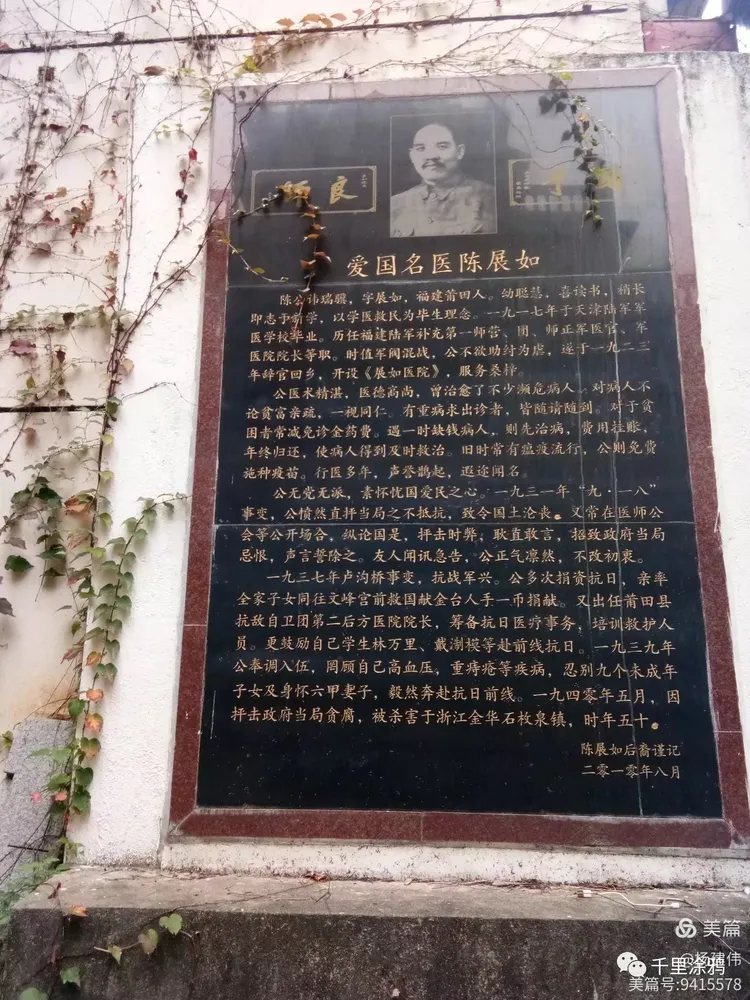 良师
爱国名医陈展如
陈公讳瑞骥，字展如，福建莆田人。幼聪慧，喜读书，稍长
即志于新学，以学医救民为毕生理念。一九一七年于天津陆军军
医学校毕业。历任福建陆军补充第一师营、团、师正军医官、军
医院院长等职。时值军阀混战，公不欲助纣为虐，遂于一九二三
年辞官回乡，开设《展如医院》，服务桑梓。
公医术精湛，医德高尚，曾治愈了不少濒危病人。对病人不
论贫富亲疏，一视同仁。有重病求出诊者，皆随请随到。对于贫
困者常减免诊金药费。遇一时缺钱病人，则先治病，费用挂账，
年终归还，使病人得到及时救治。旧时常有瘟疫流行，公则免费
施种疫苗。行医多年，声誉鹊起，遐迩闻名。
公无党无派，素怀忧国爱民之心。一九三一年“九·一八”
事变，公愤然直抨当局之不抵抗，致令国土沦丧。又常在医师公
会等公开场合，纵论国是，抨击时弊，耿直敢言，招致政府当局
忌恨，声言誓除之。友人闻讯急告，公正气凛然，不改初衷。
一九三七年卢沟桥事变，抗战军兴。公多次捐资抗日，亲率
全家子女同往文峰宫前救国献金台人手一币捐献。又出任莆田县
抗敌自卫团第二后方医院院长，筹备抗日医疗事务，培训救护人
员。更鼓励自己学生林万里、戴澍模等赴前线抗日。一九三九年
公奉调入伍，罔顾自己高血压，重痔疮等疾病，忍别九个未成年
子女及身怀六甲妻子，毅然奔赴抗日前线。一九四零年五月，因
抨击政府当局贪腐，被杀害于浙江金华石枚泉镇，时年五十。
陈展如后裔谨记
二零一零年八月
美篇
@杨建伟
千里涂鸦
美篇号:9415578